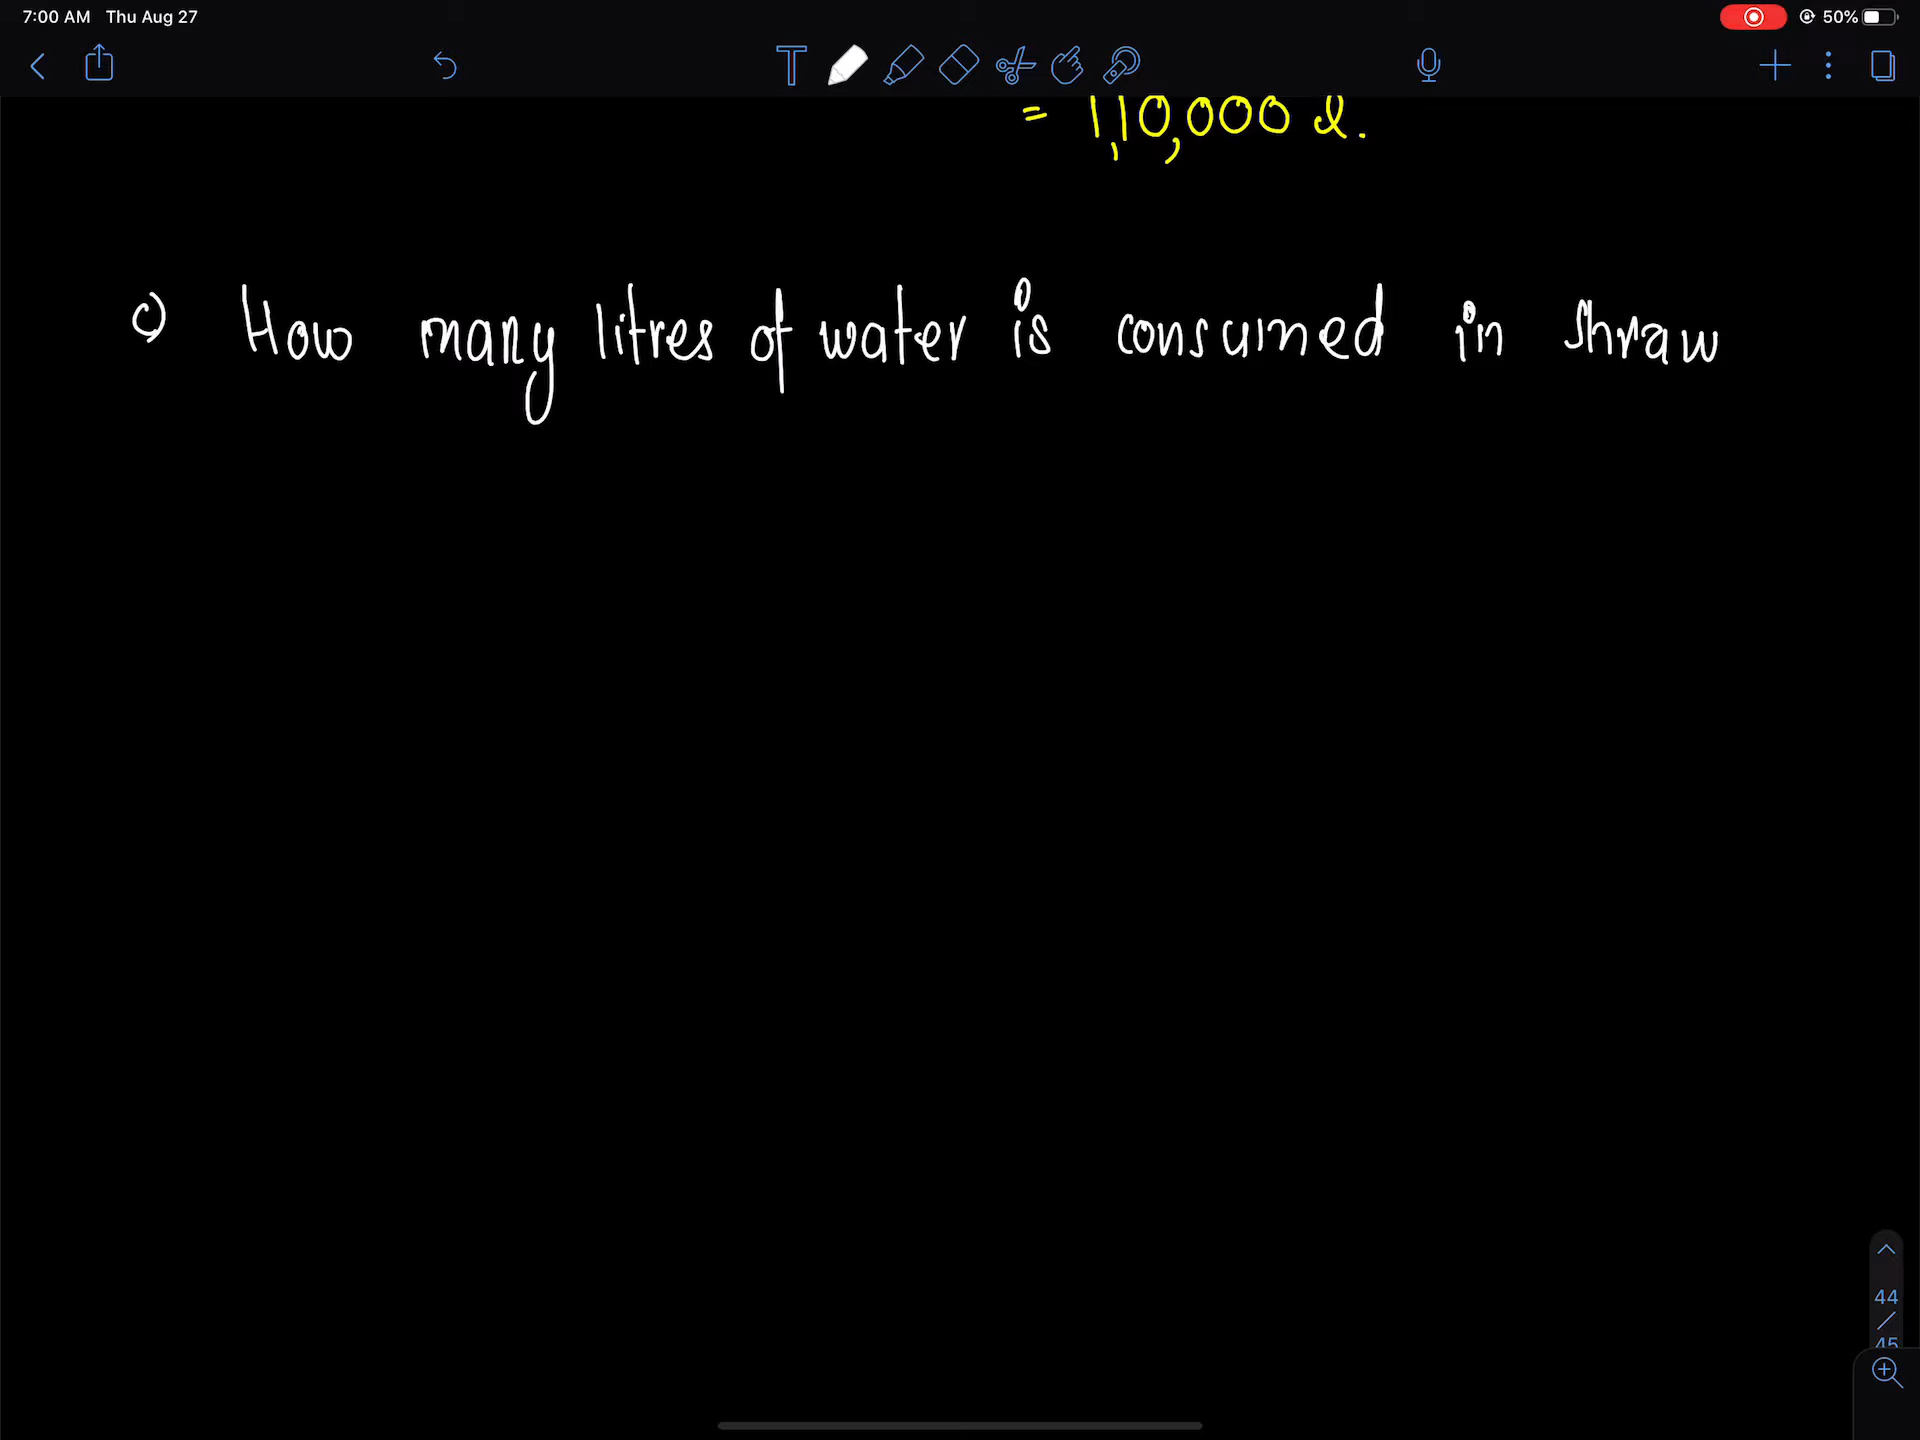 7:00 AM Thu Aug 27
50%
T
= 1,10,000 l.
c) How many litres of water is consumed in shraw
44
/
45